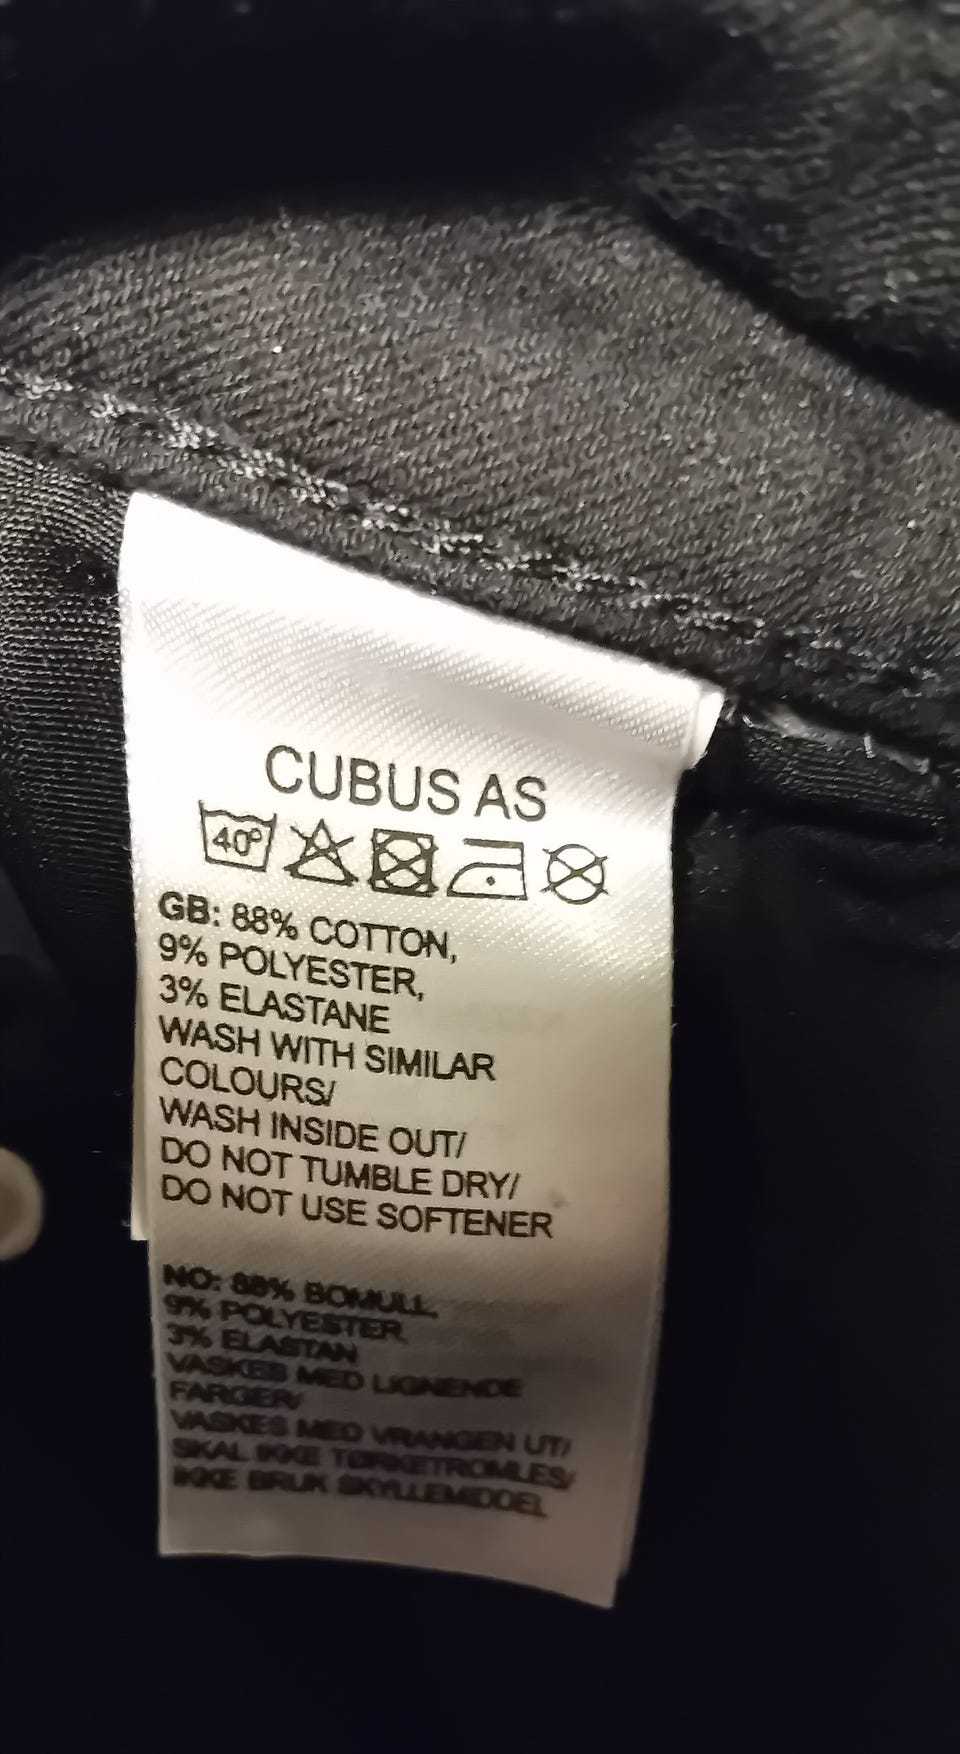 CUBUS AS
40°
GB: 88% COTTON,
9% POLYESTER,
3% ELASTANE
WASH WITH SIMILAR
COLOURS/
WASH INSIDE OUT/
DO NOT TUMBLE DRY/
DO NOT USE SOFTENER
NO: 88% BOMULL,
9% POLYESTER,
3% ELASTAN
VASKES MED LIGNENDE
FARGER/
VASKES MED VRANGEN UT/
SKAL IKKE TØRKETROMLES/
IKKE BRUK SKYLLEMIDDEL